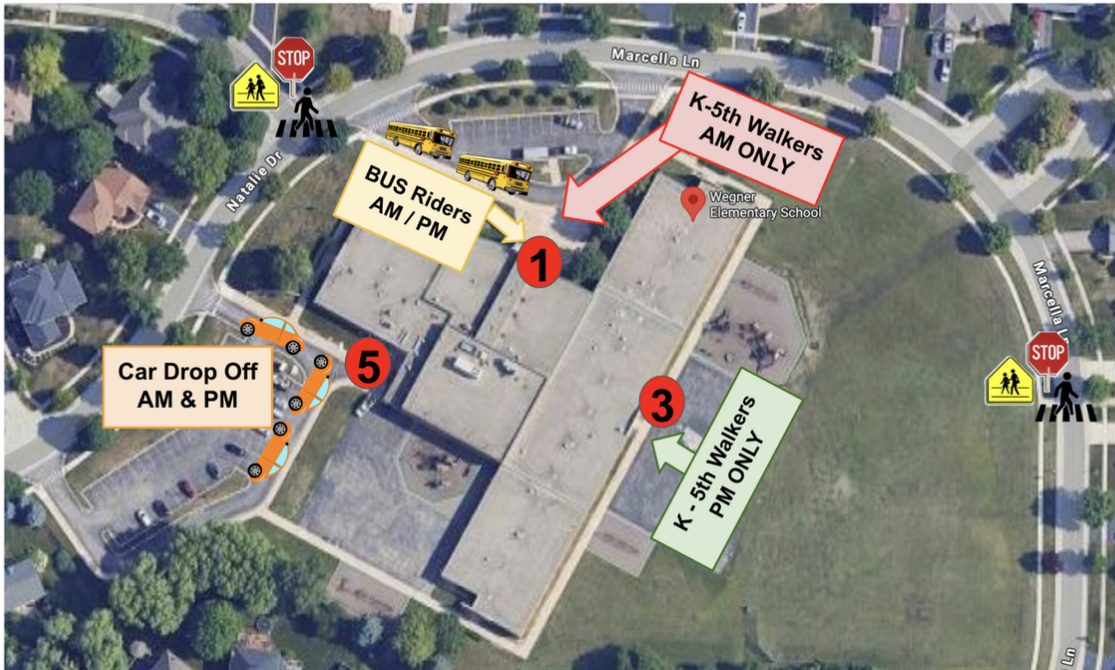 Marcella Ln
STOP
K-5th Walkers
AM ONLY
BUS Riders
AM / PM
Natalie Dr
Wegner
Elementary School
1
Marcella Ln
STOP
Car Drop Off
AM & PM
5
3
K - 5th Walkers
PM ONLY
Ln